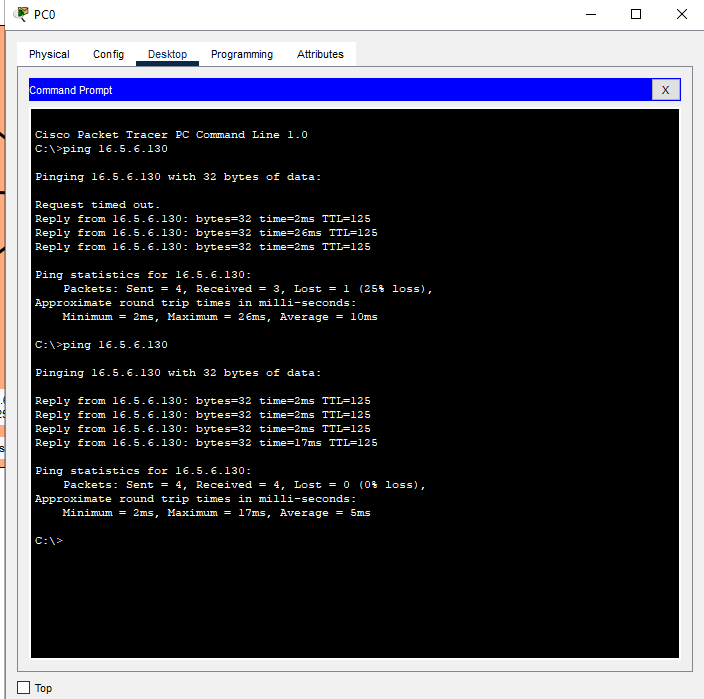 PC0
Physical Config Desktop Programming Attributes
Command Prompt
X
Cisco Packet Tracer PC Command Line 1.0
C:\>ping 16.5.6.130
Pinging 16.5.6.130 with 32 bytes of data:
Request timed out.
Reply from 16.5.6.130: bytes=32 time=2ms TTL=125
Reply from 16.5.6.130: bytes=32 time=26ms TTL=125
Reply from 16.5.6.130: bytes=32 time=2ms TTL=125
Ping statistics for 16.5.6.130:
Packets: Sent = 4, Received = 3, Lost = 1 (25% loss),
Approximate round trip times in milli-seconds:
Minimum = 2ms, Maximum = 26ms, Average = 10ms
C:\>ping 16.5.6.130
Pinging 16.5.6.130 with 32 bytes of data:
Reply from 16.5.6.130: bytes=32 time=2ms TTL=125
Reply from 16.5.6.130: bytes=32 time=2ms TTL=125
Reply from 16.5.6.130: bytes=32 time=2ms TTL=125
Reply from 16.5.6.130: bytes=32 time=17ms TTL=125
Ping statistics for 16.5.6.130:
Packets: Sent = 4, Received = 4, Lost = 0 (0% loss),
Approximate round trip times in milli-seconds:
Minimum = 2ms, Maximum = 17ms, Average = 5ms
C:\>
Top